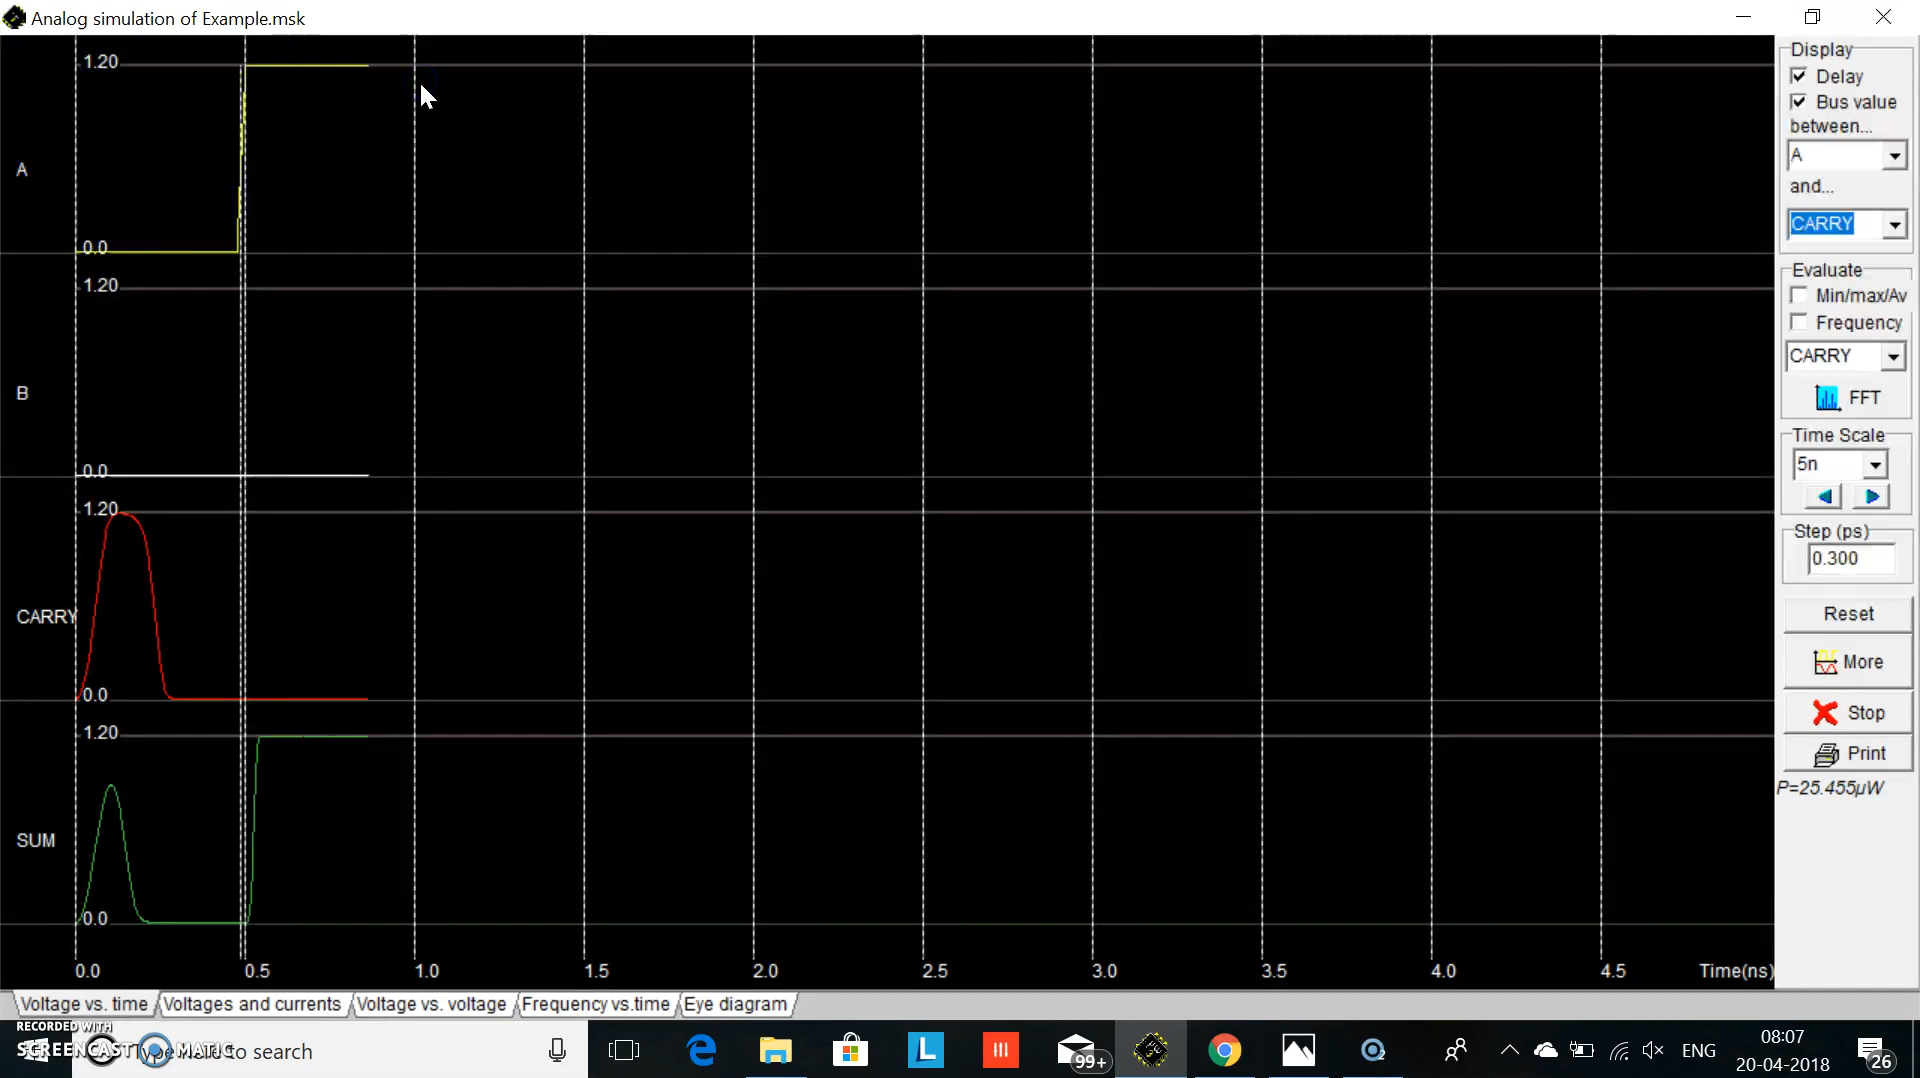 Analog simulation of Example.msk
1.20
A
0.0
1.20
B
0.0
1.20
CARRY
0.0
1.20
SUM
0.0
0.0 0.5 1.0 1.5 2.0 2.5 3.0 3.5 4.0 4.5 Time(ns)
Display
Delay
Bus value
between...
A
and...
CARRY
Evaluate
Min/max/Av
Frequency
CARRY
FFT
Time Scale
5n
Step (ps)
0.300
Reset
More
Stop
Print
P=25.455µW
Voltage vs. time Voltages and currents Voltage vs. voltage Frequency vs.time Eye diagram
RECORDED WITH
SCREENCAST MATIC
Type here to search
L
99+
ENG
08:07
20-04-2018
26